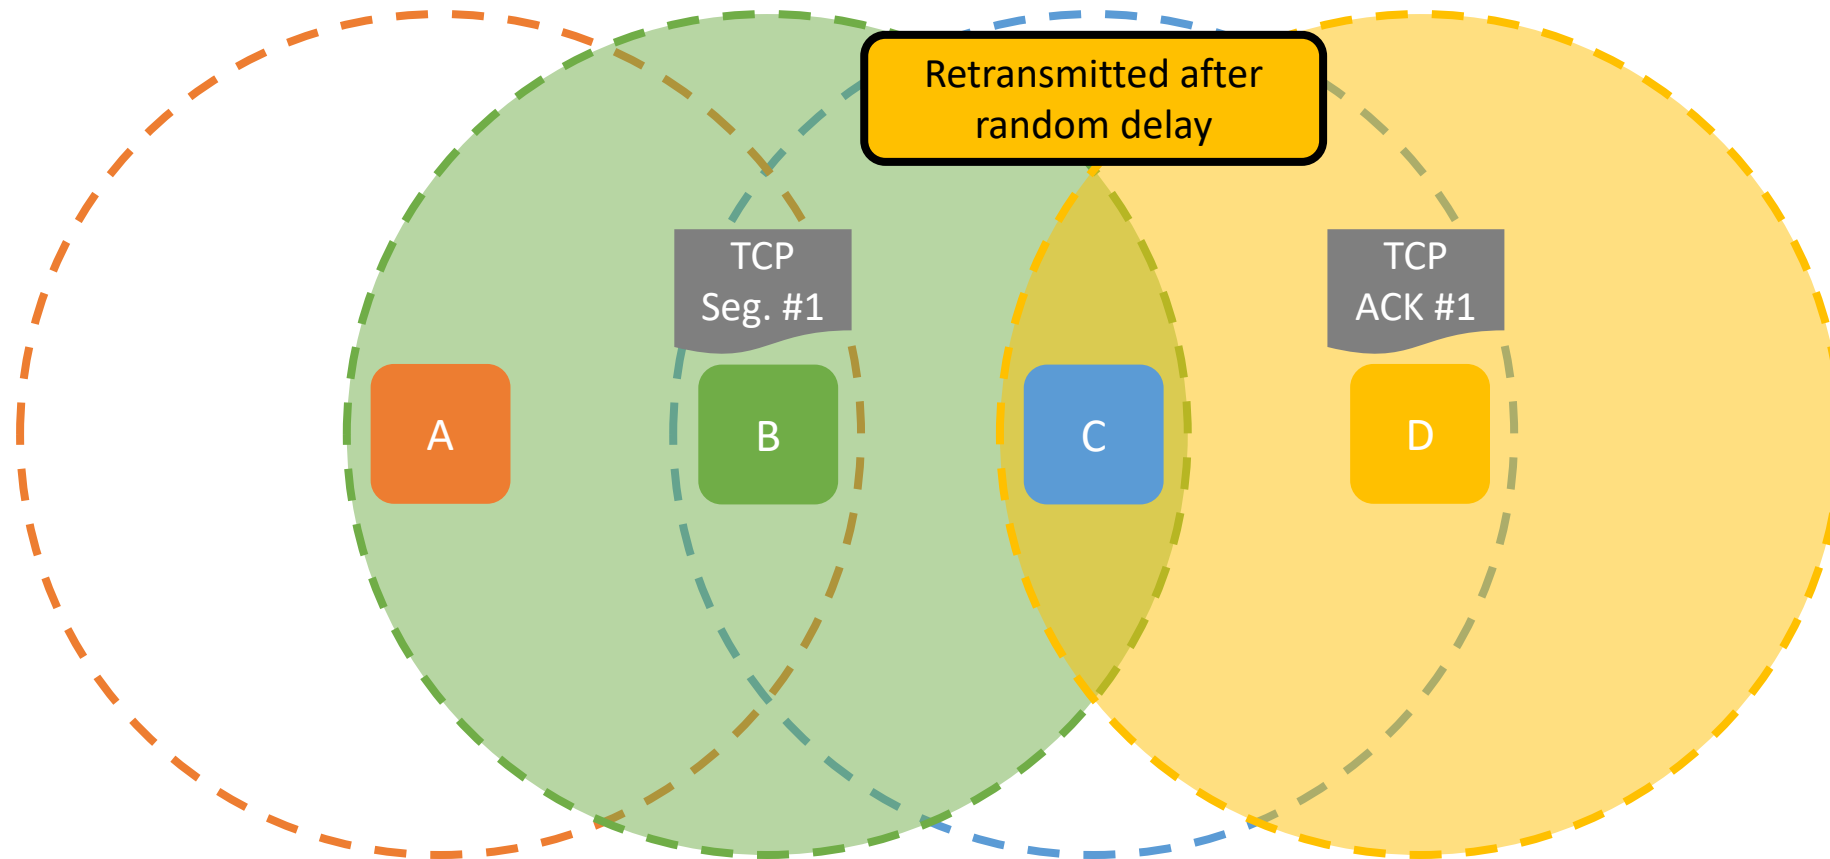 Retransmitted after
random delay
TCP
Seg. #1
TCP
ACK #1
A
B
C
D